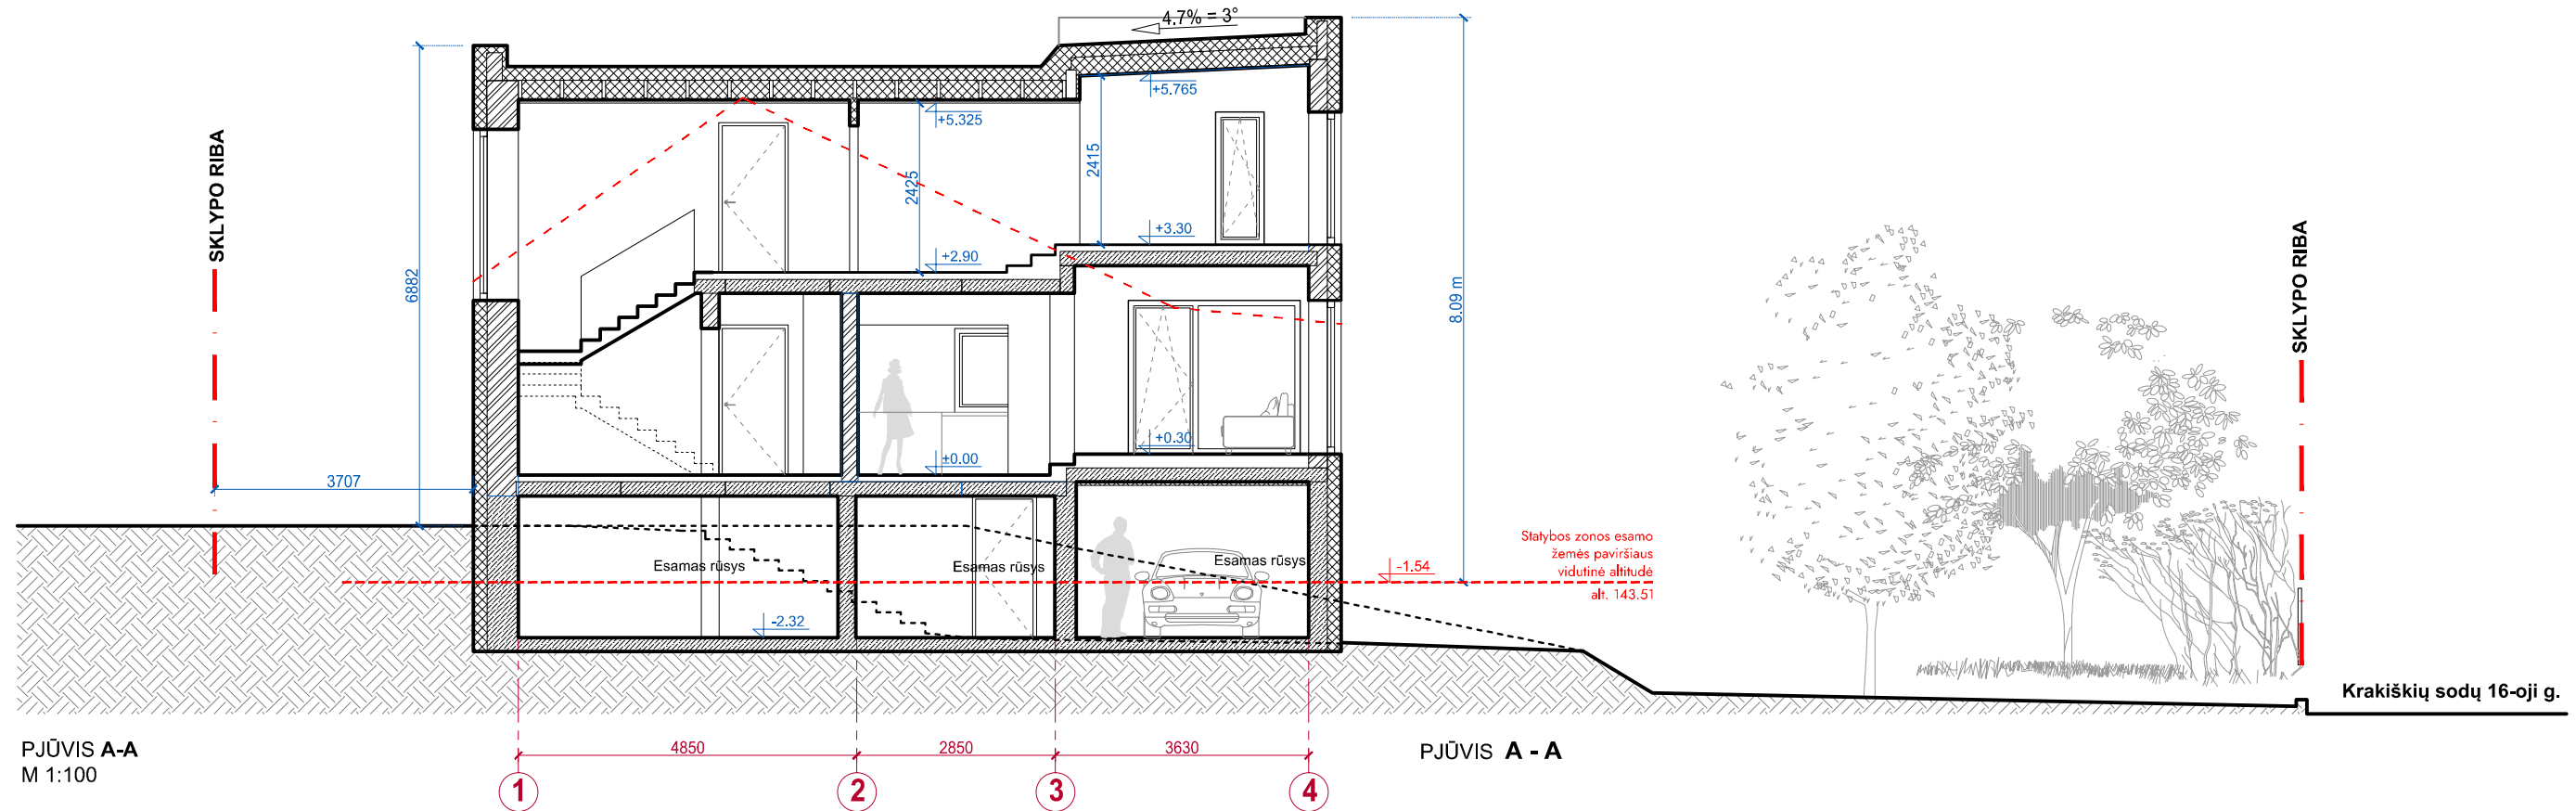 4.7% = 3°
+5.765
+5.325
2415
2425
SKLYPO RIBA
+3.30
+2.90
6882
8.09 m
SKLYPO RIBA
+0.30
±0.00
3707
Statybos zonos esamo
žemės paviršiaus
vidutinė altitudė
alt. 143.51
-1.54
Esamas rūsys
Esamas rūsys
Esamas rūsys
-2.32
Krakiškių sodų 16-oji g.
PJŪVIS A-A
M 1:100
4850
2850
3630
PJŪVIS A - A
1
2
3
4